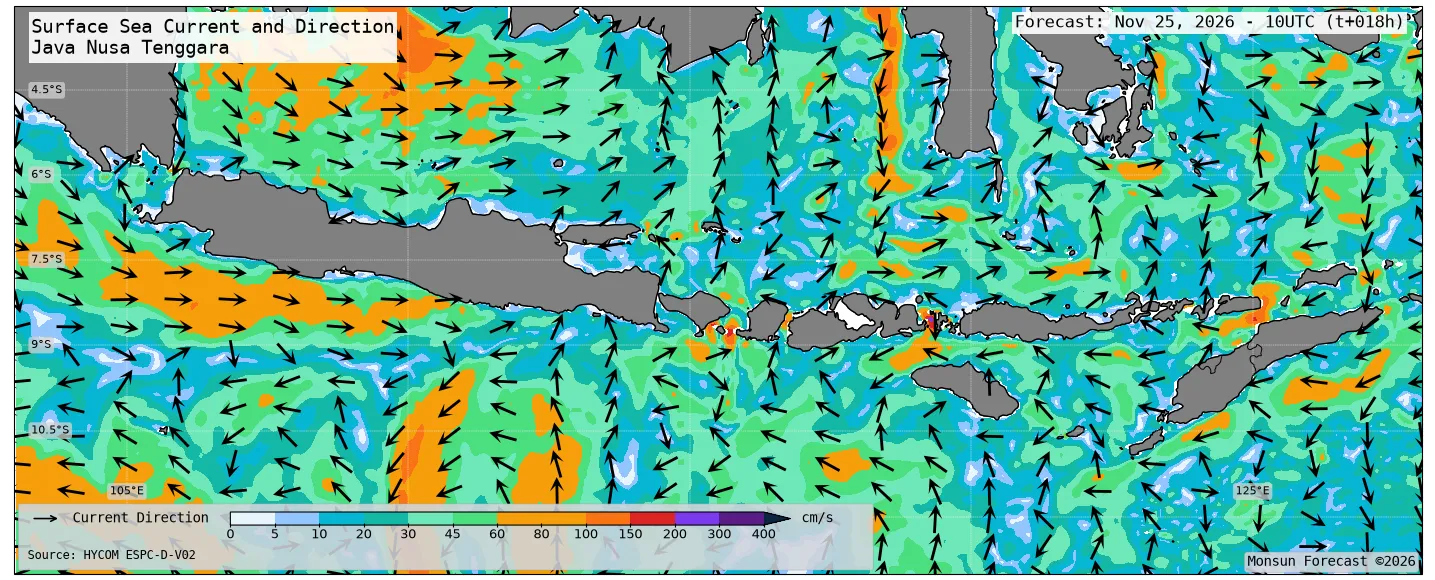 Surface Sea Current and Direction
Java Nusa Tenggara
Forecast: Nov 25, 2026 - 10UTC (t+018h)
4.5°S
6°S
7.5°S
9°S
10.5°S
105°E
125°E
Current Direction
0 5 10 20 30 45 60 80 100 150 200 300 400 cm/s
Source: HYCOM ESPC-D-V02
Monsun Forecast ©2026